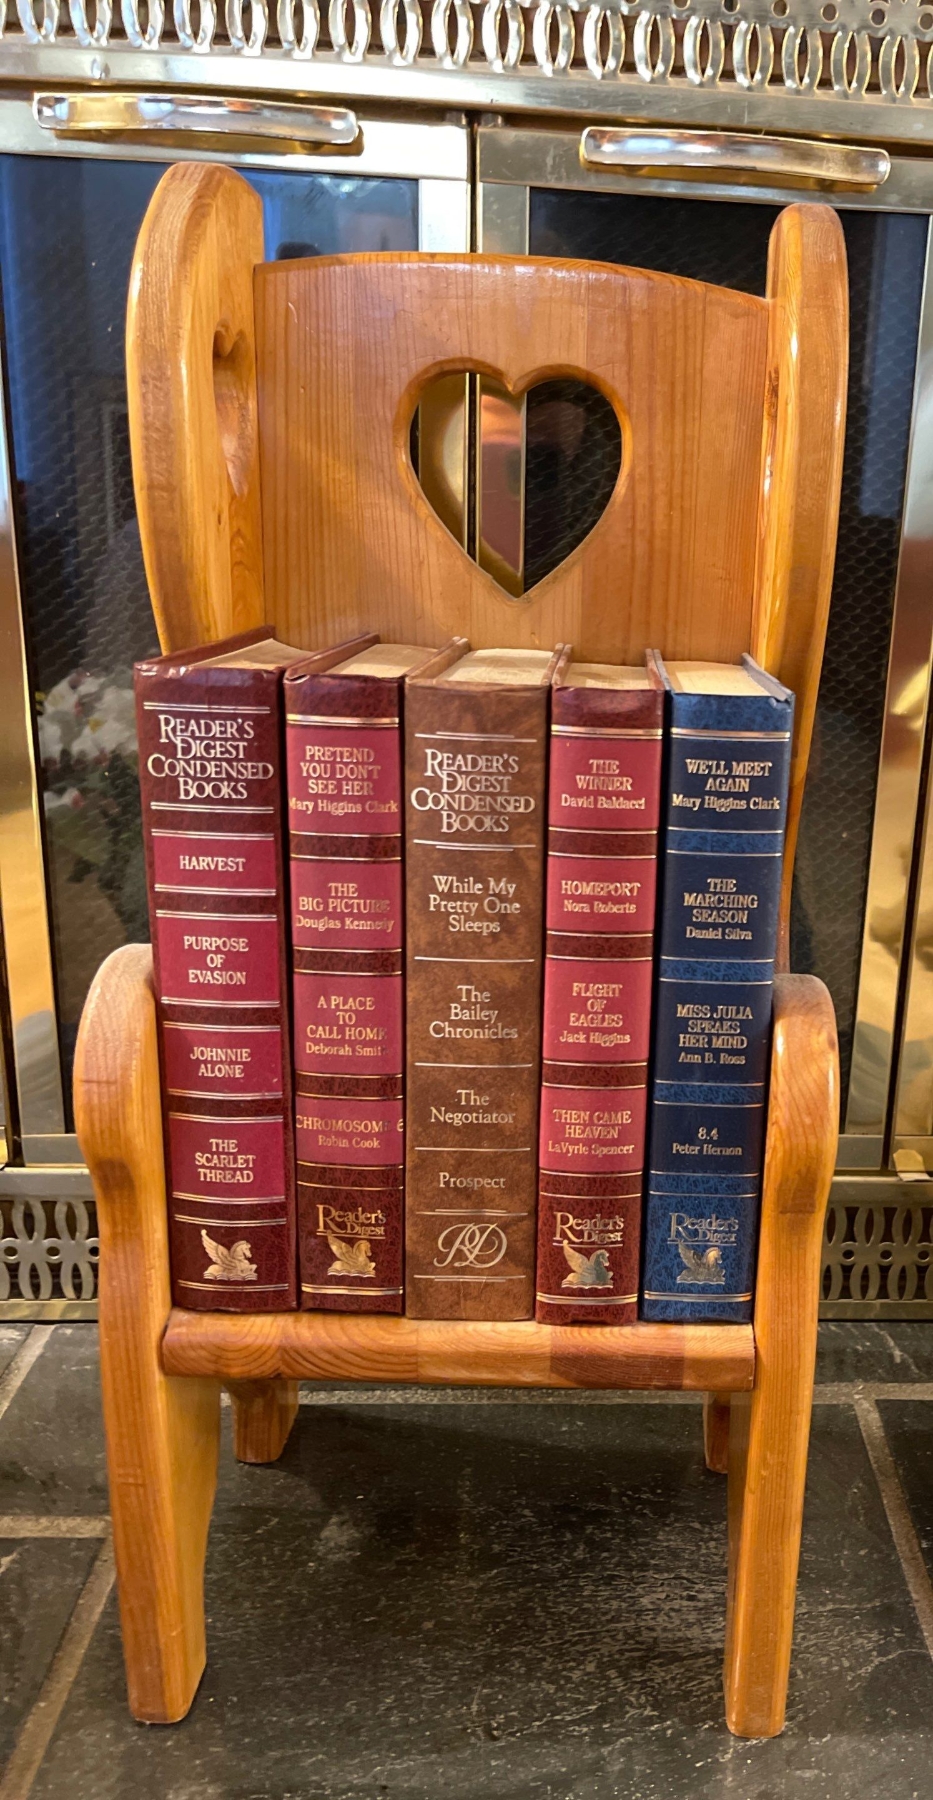 READER'S
DIGEST
CONDENSED
BOOKS
HARVEST
PURPOSE
OF
EVASION
JOHNNIE
ALONE
THE
SCARLET
THREAD
PRETEND
YOU DON'T
SEE HER
Mary Higgins Clark
THE
BIG PICTURE
Douglas Kennedy
A PLACE
TO
CALL HOME
Deborah Smit
CHROMOSOME 6
Robin Cook
Reader's
Digest
READER'S
DIGEST
CONDENSED
BOOKS
While My
Pretty One
Sleeps
The
Bailey
Chronicles
The
Negotiator
Prospect
RD
THE
WINNER
David Baldacci
HOMEPORT
Nora Roberts
FLIGHT
OF
EAGLES
Jack Higgins
THEN CAME
HEAVEN
LaVyrle Spencer
Reader's
Digest
WE'LL MEET
AGAIN
Mary Higgins Clark
THE
MARCHING
SEASON
Daniel Silva
MISS JULIA
SPEAKS
HER MIND
Ann B. Ross
8.4
Peter Hernon
Reader's
Digest